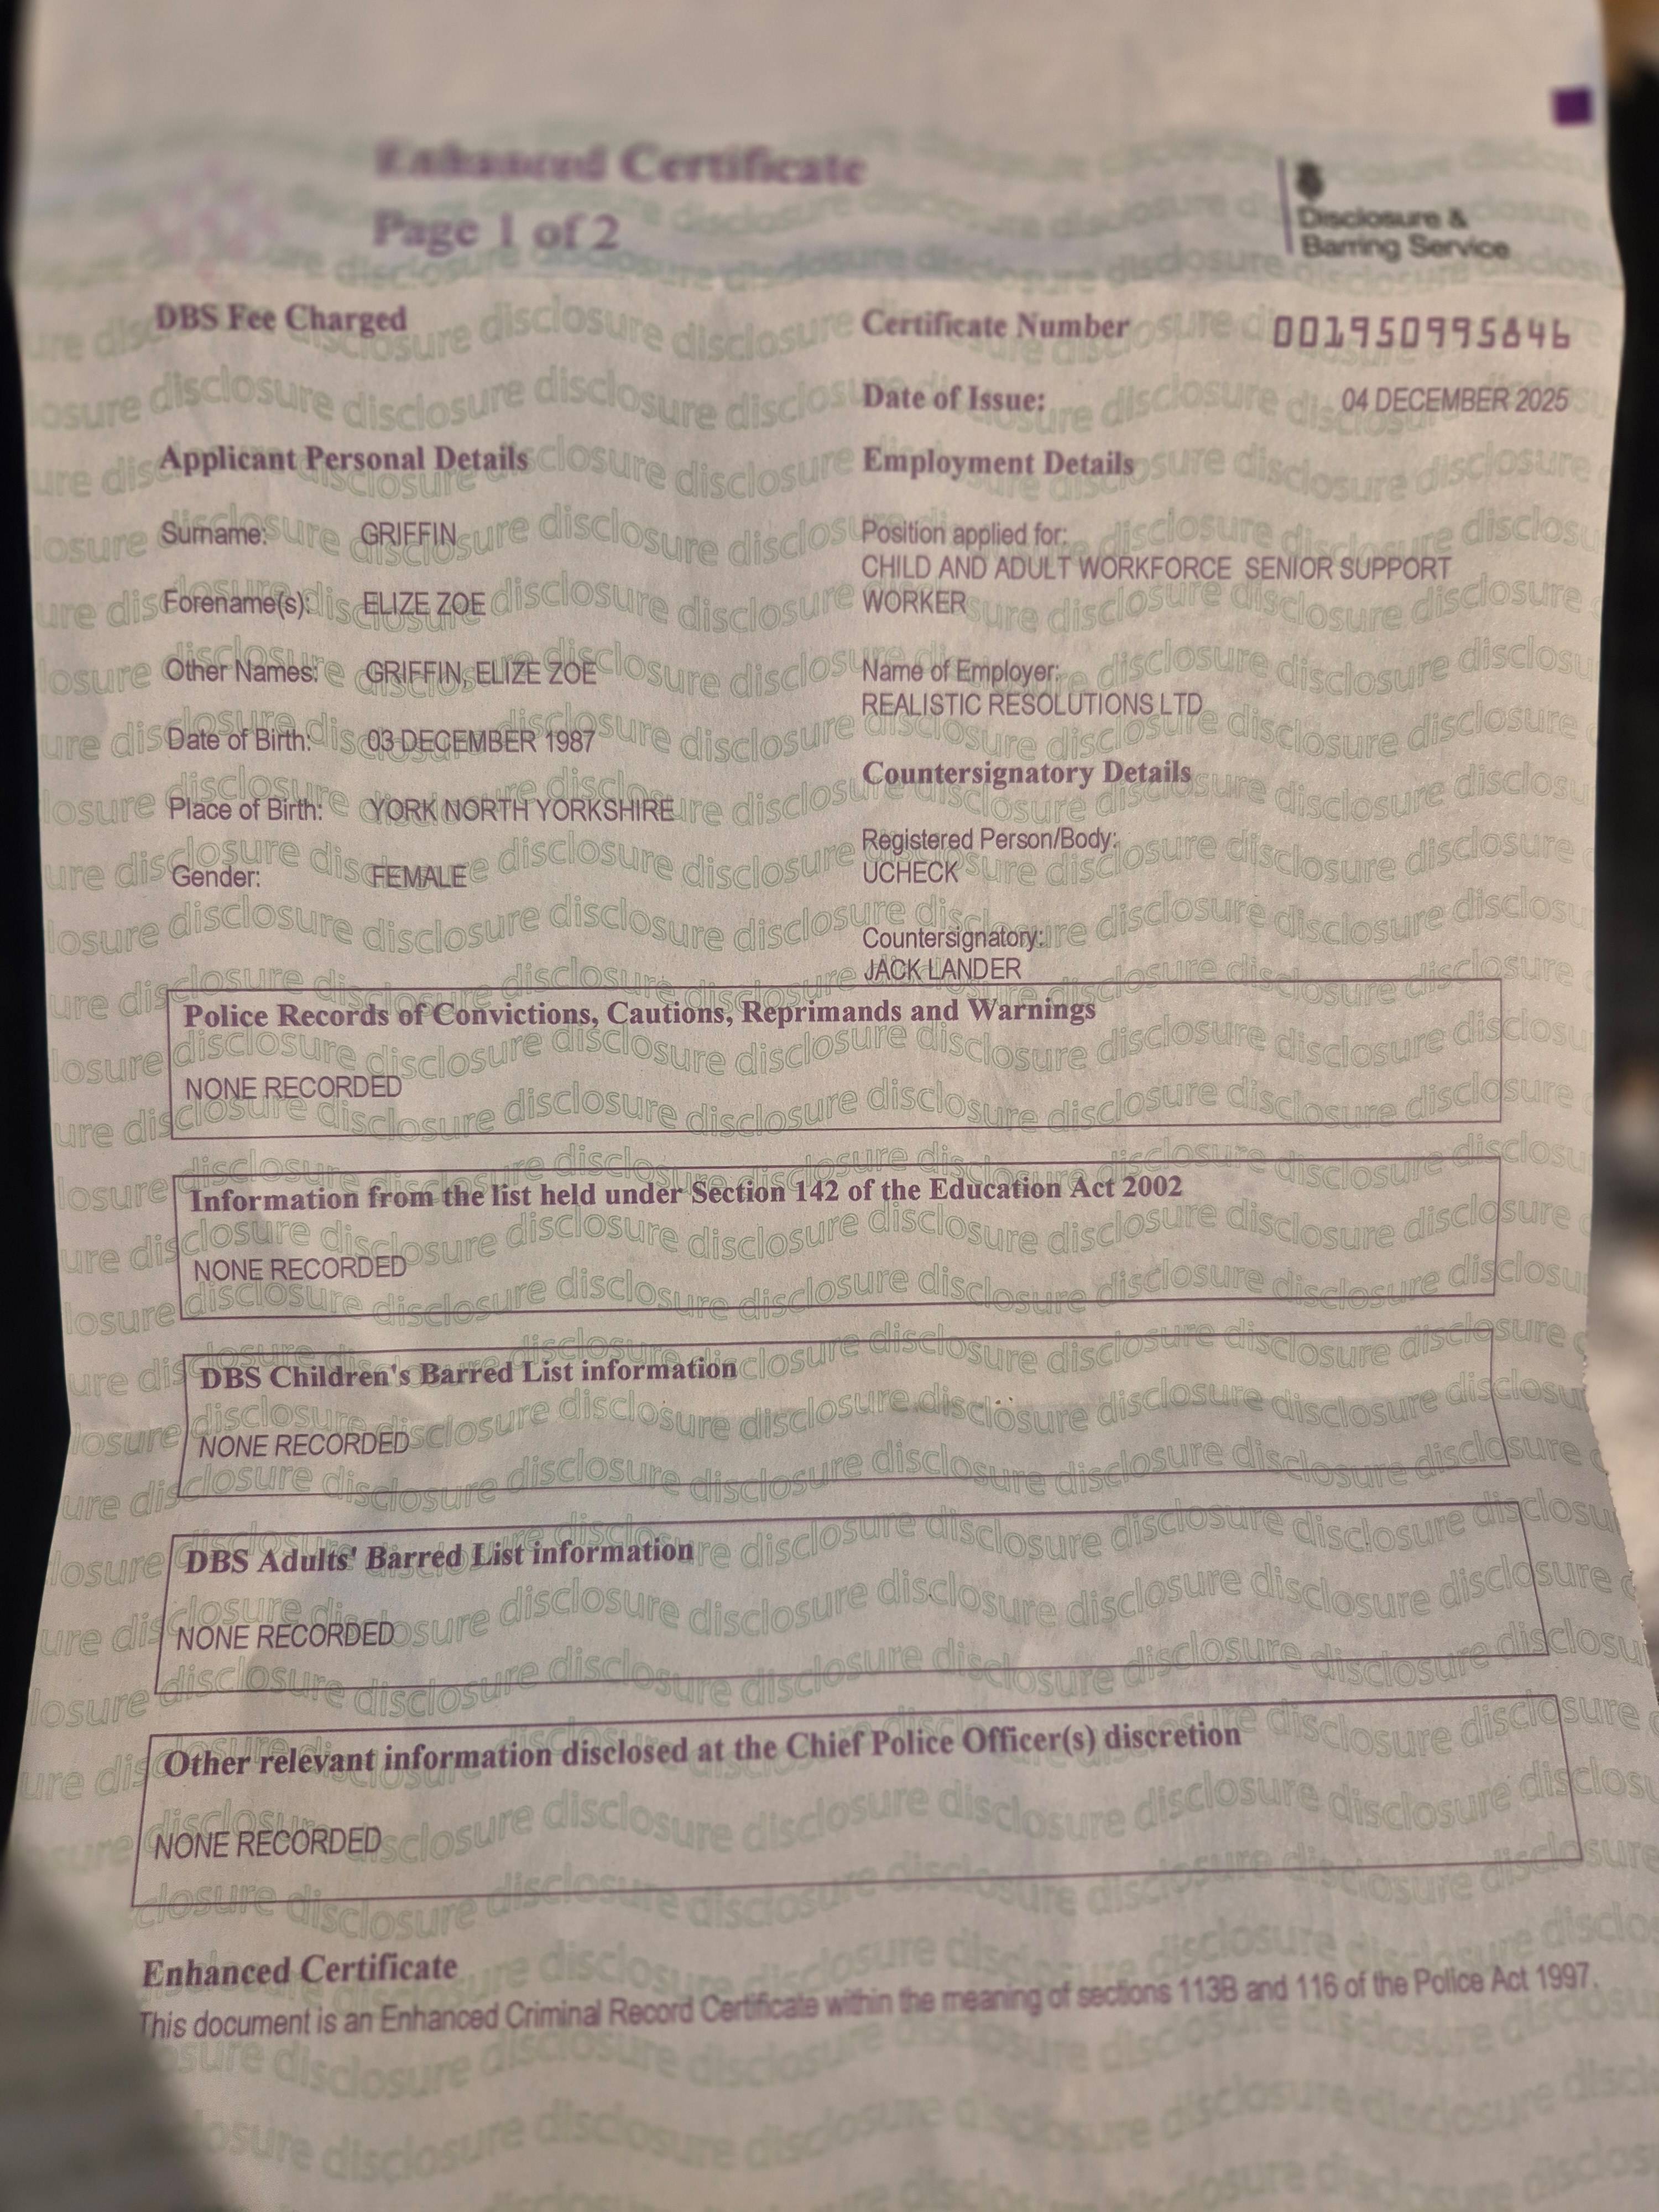 Enhanced Certificate
Page 1 of 2
Disclosure &
Barring Service
DBS Fee Charged
Certificate Number 001950995846
Date of Issue: 04 DECEMBER 2025
Applicant Personal Details
Surname: GRIFFIN
Forename(s): ELIZE ZOE
Other Names: GRIFFIN, ELIZE ZOE
Date of Birth: 03 DECEMBER 1987
Place of Birth: YORK NORTH YORKSHIRE
Gender: FEMALE
Employment Details
Position applied for:
CHILD AND ADULT WORKFORCE SENIOR SUPPORT
WORKER
Name of Employer:
REALISTIC RESOLUTIONS LTD
Countersignatory Details
Registered Person/Body:
UCHECK
Countersignatory:
JACK LANDER
Police Records of Convictions, Cautions, Reprimands and Warnings
NONE RECORDED
Information from the list held under Section 142 of the Education Act 2002
NONE RECORDED
DBS Children's Barred List information
NONE RECORDED
DBS Adults' Barred List information
NONE RECORDED
Other relevant information disclosed at the Chief Police Officer(s) discretion
NONE RECORDED
Enhanced Certificate
This document is an Enhanced Criminal Record Certificate within the meaning of sections 113B and 116 of the Police Act 1997.